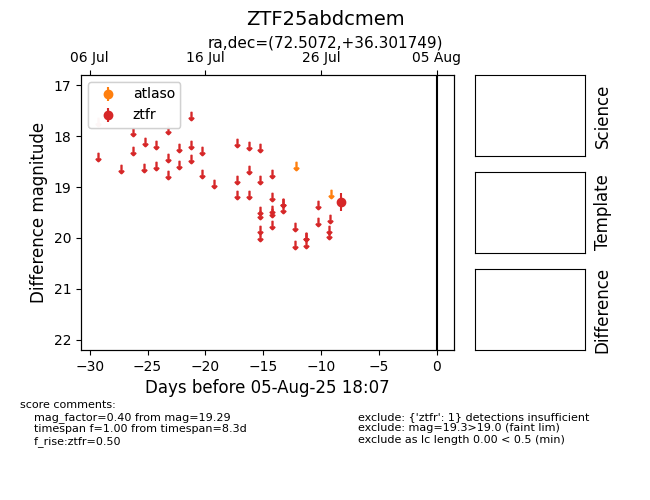 ZTF25abdcmem
ra,dec=(72.5072,+36.301749)
06 Jul 16 Jul 26 Jul 05 Aug
17
18
19
20
21
22
Difference magnitude
atlaso
ztfr
−30 −25 −20 −15 −10 −5 0
Days before 05-Aug-25 18:07
Science
Template
Difference
score comments:
mag_factor=0.40 from mag=19.29
timespan f=1.00 from timespan=8.3d
f_rise:ztfr=0.50
exclude: {'ztfr': 1} detections insufficient
exclude: mag=19.3>19.0 (faint lim)
exclude as lc length 0.00 < 0.5 (min)